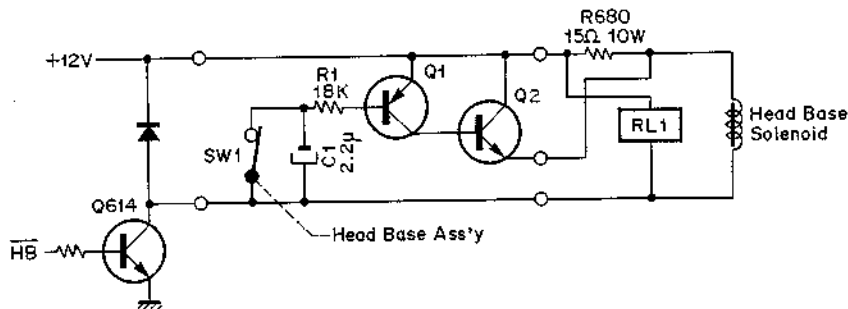 R680
15Ω 10W
+12V
R1
18K
Q1
Q2
SW1
C1
2.2μ
RL1
Head Base
Solenoid
Q614
Head Base Ass'y
H̅B̅